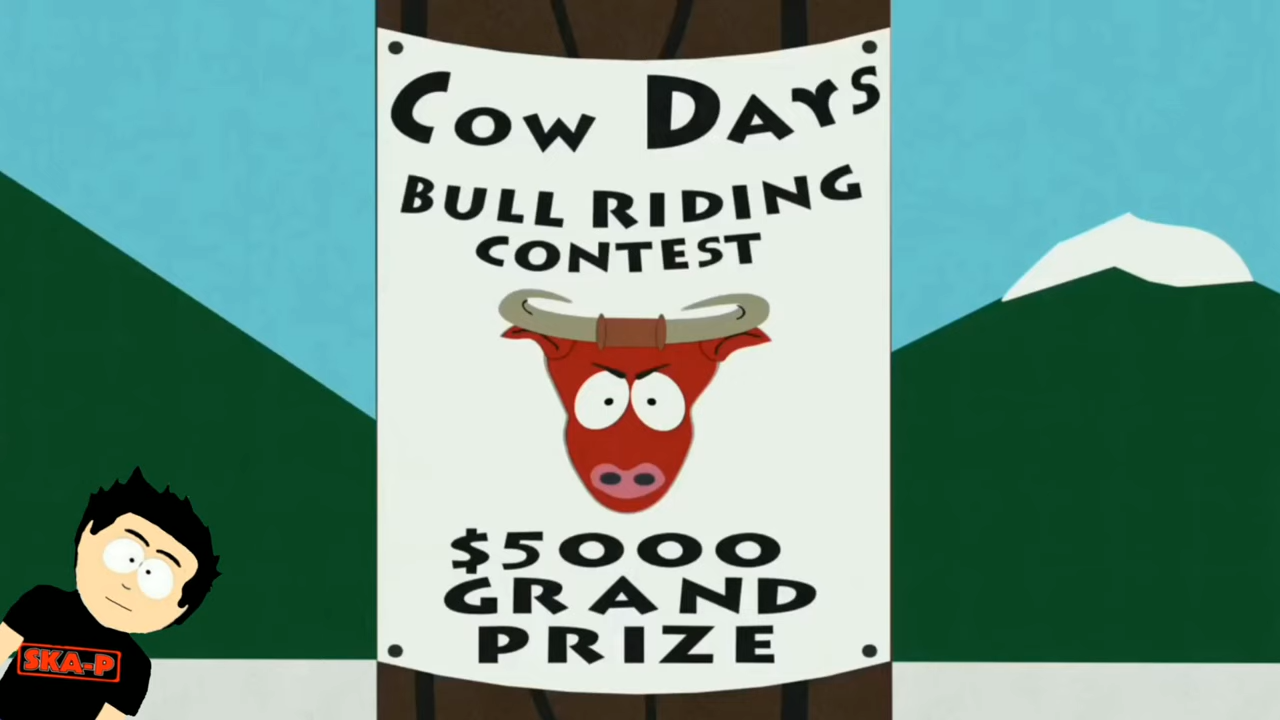 COW DAYS
BULL RIDING
CONTEST
$5000
GRAND
PRIZE
SKA-P